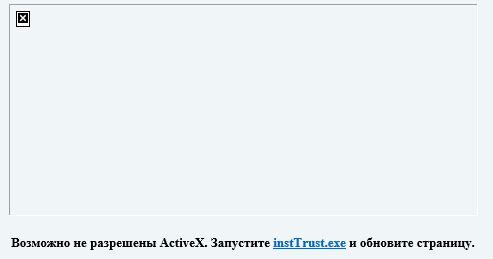 Возможно не разрешены ActiveX. Запустите instTrust.exe и обновите страницу.